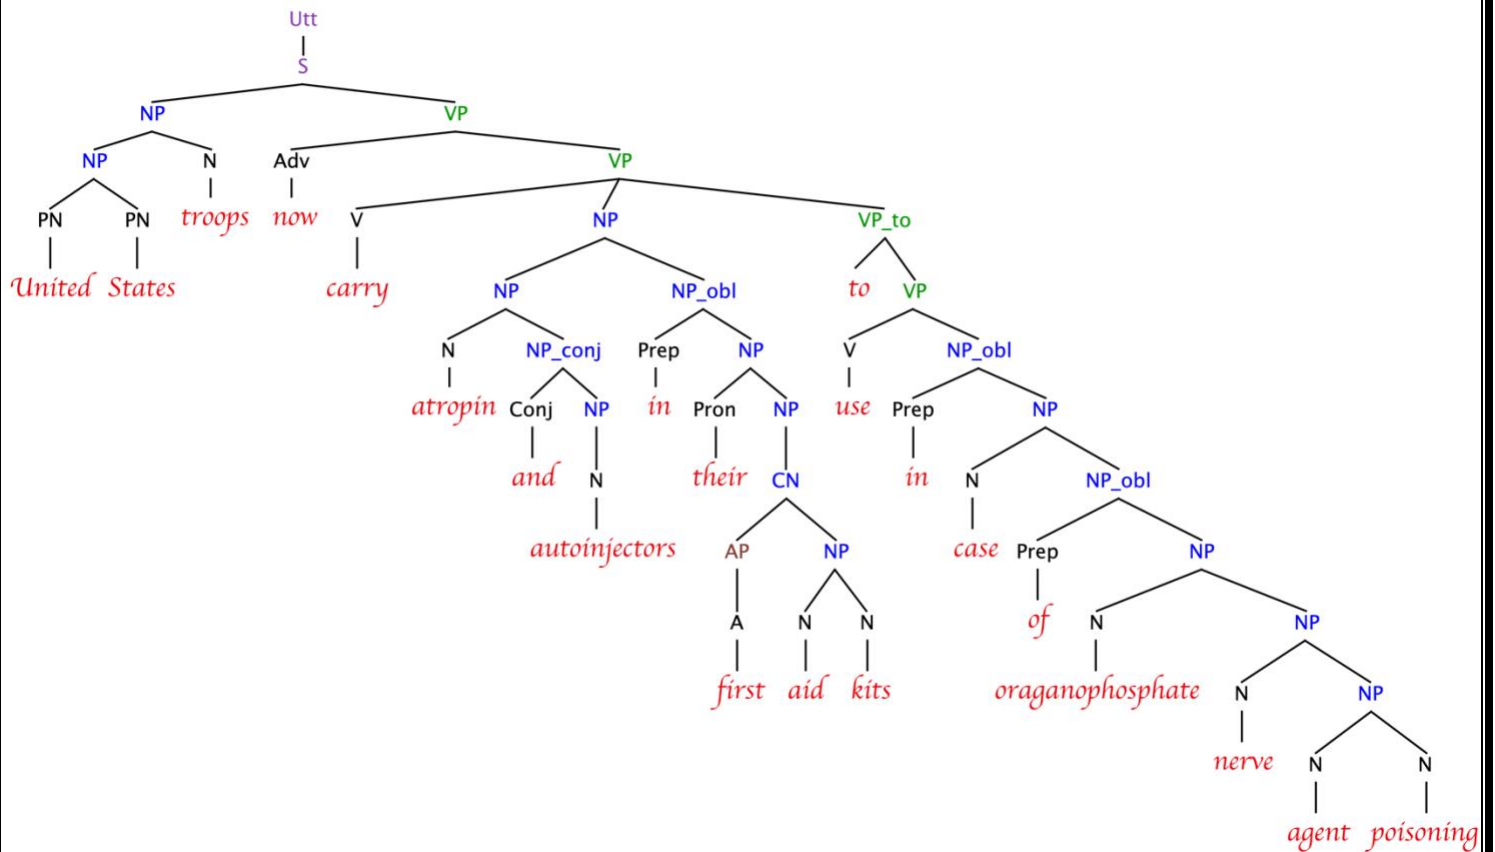 Utt
S
NP VP
NP N Adv VP
PN PN troops now V NP VP_to
United States carry NP NP_obl to VP
N NP_conj Prep NP V NP_obl
atropin Conj NP in Pron NP use Prep NP
and N their CN in N NP_obl
autoinjectors AP NP case Prep NP
A N N of N NP
first aid kits oraganophosphate N NP
nerve N N
agent poisoning